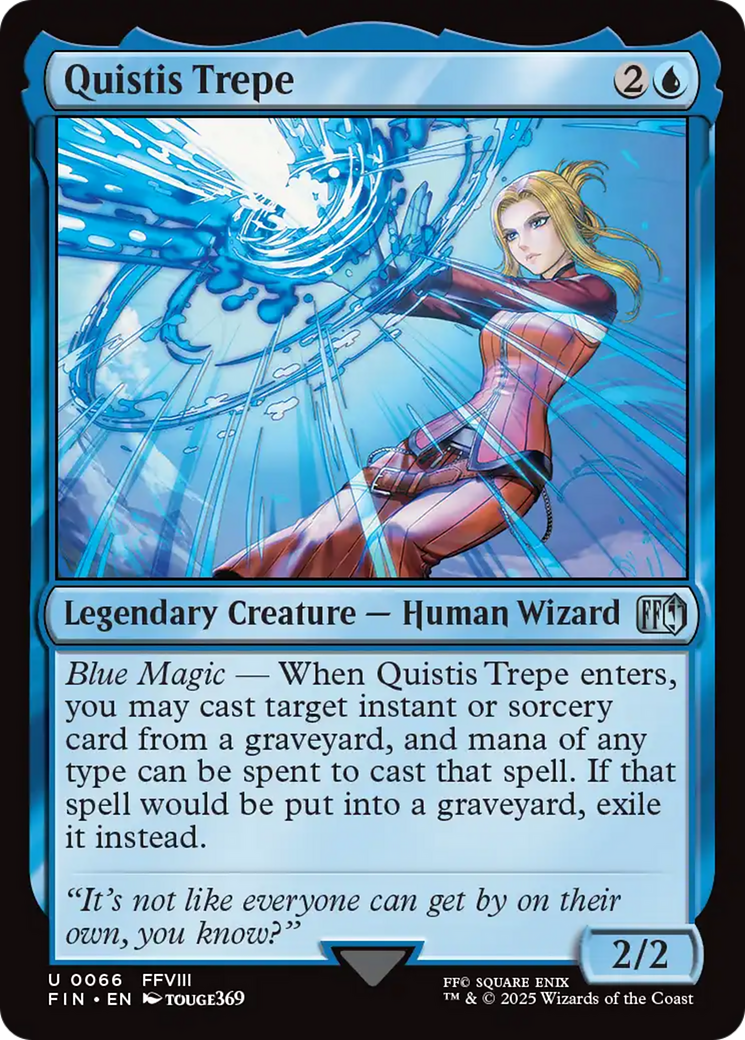 Quistis Trepe 2
Legendary Creature — Human Wizard FF
Blue Magic — When Quistis Trepe enters,
you may cast target instant or sorcery
card from a graveyard, and mana of any
type can be spent to cast that spell. If that
spell would be put into a graveyard, exile
it instead.
“It’s not like everyone can get by on their
own, you know?”
2/2
U 0066 FFVIII
FIN • EN TOUGE369
FF© SQUARE ENIX
™ & © 2025 Wizards of the Coast